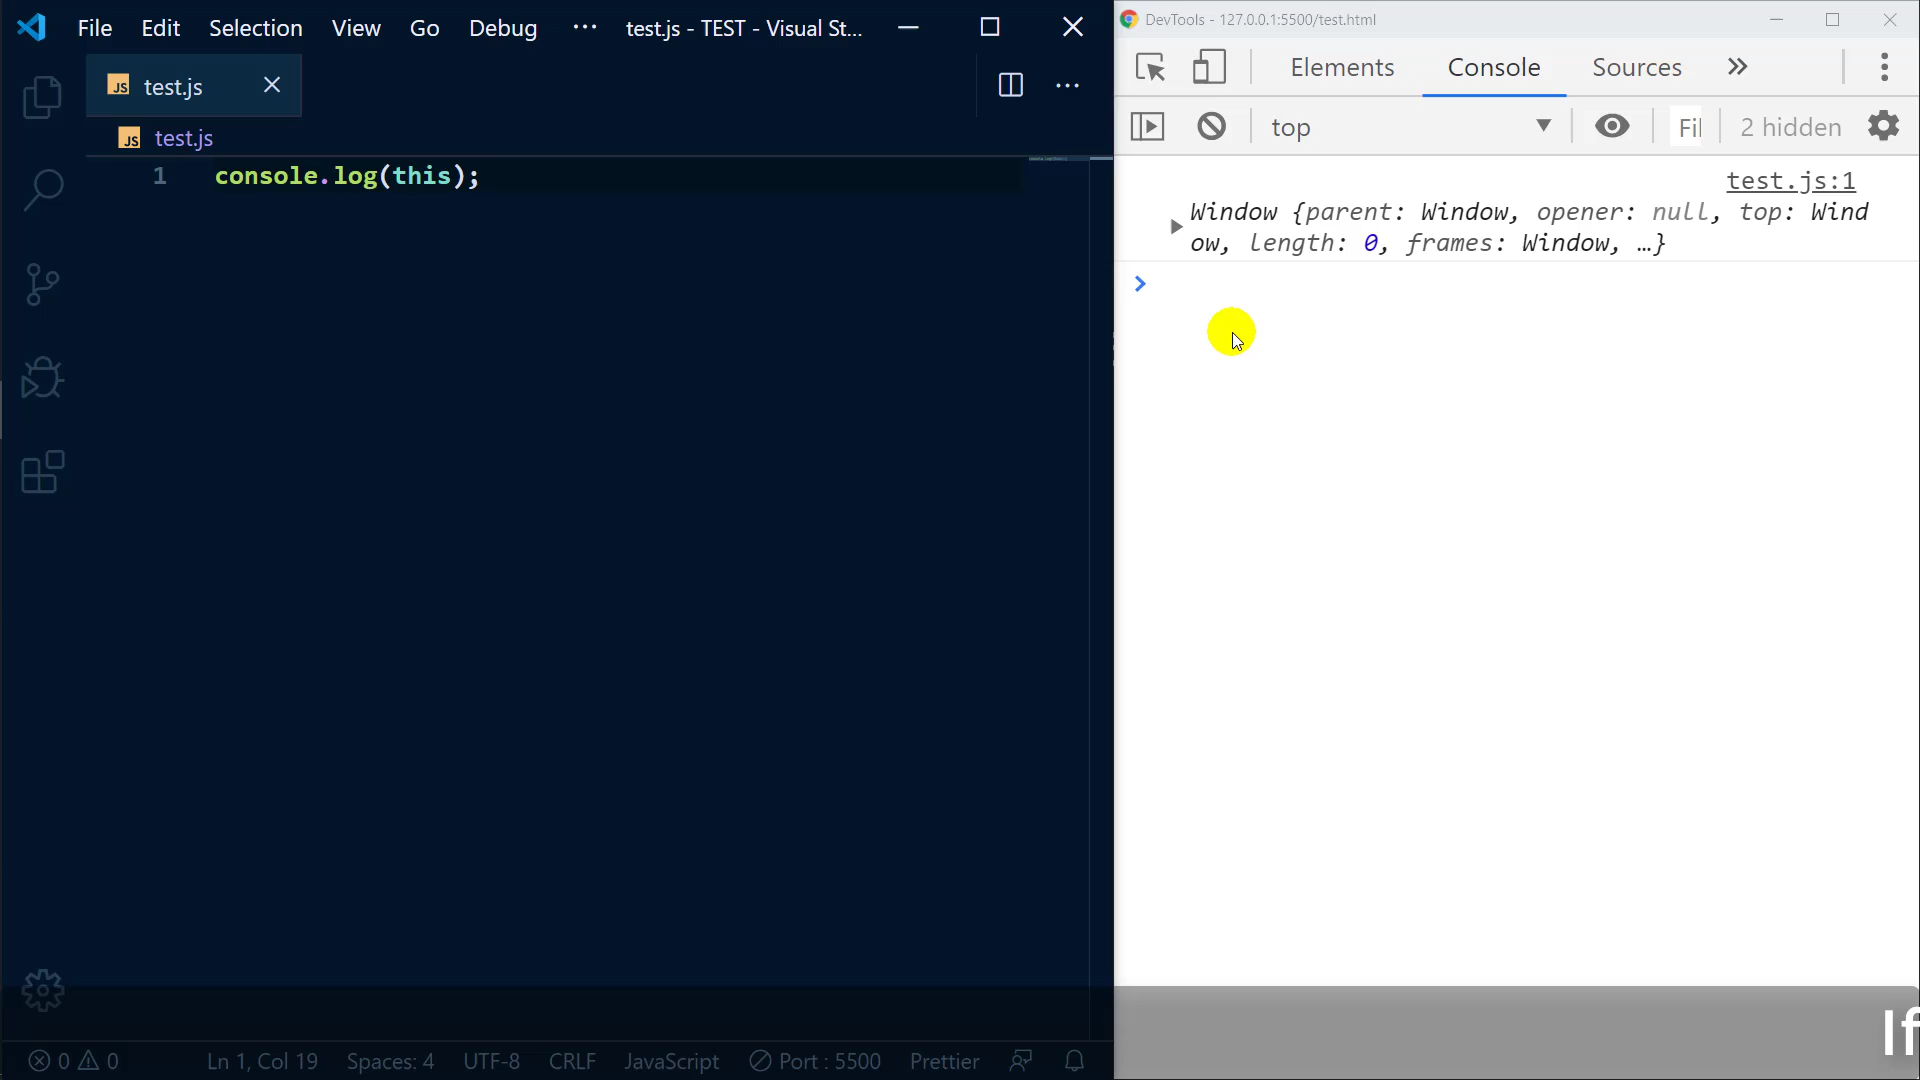 File Edit Selection View Go Debug ··· test.js - TEST - Visual St...
JS test.js
JS test.js
1 console.log(this);
0 0 Ln 1, Col 19 Spaces: 4 UTF-8 CRLF JavaScript Port : 5500 Prettier
DevTools - 127.0.0.1:5500/test.html
Elements Console Sources »
top Fil 2 hidden
test.js:1
Window {parent: Window, opener: null, top: Wind
ow, length: 0, frames: Window, …}
If